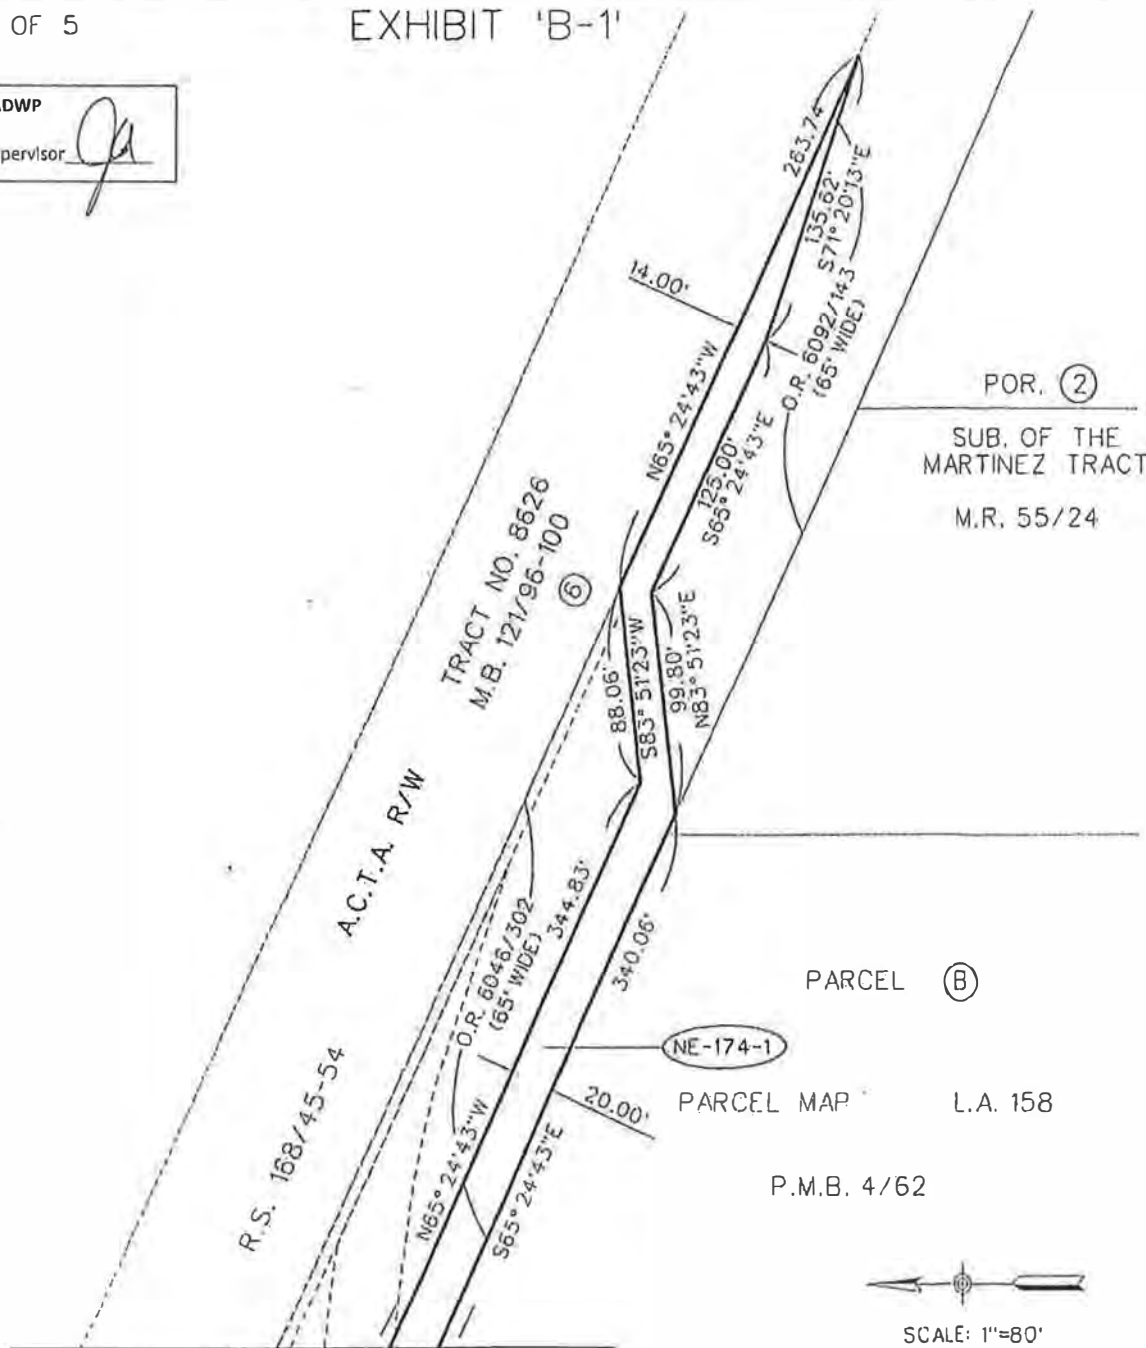 OF 5
EXHIBIT 'B-1'
ADWP
pervisor
263.74'
135.62'
S71° 20'13"E
14.00'
O.R. 6092/143
(65' WIDE)
N65° 24'43"W
125.00'
S65° 24'43"E
POR. 2
SUB. OF THE
MARTINEZ TRACT
M.R. 55/24
TRACT NO. 8626
M.B. 121/96-100
6
88.06'
S83° 51'23"W
99.80'
N83° 51'23"E
A.C.T.A. R/W
344.83'
O.R. 6046/302
(65' WIDE)
340.06'
PARCEL B
NE-174-1
R.S. 168/45-54
20.00'
PARCEL MAP L.A. 158
N65° 24'43"W
S65° 24'43"E
P.M.B. 4/62
SCALE: 1"=80'